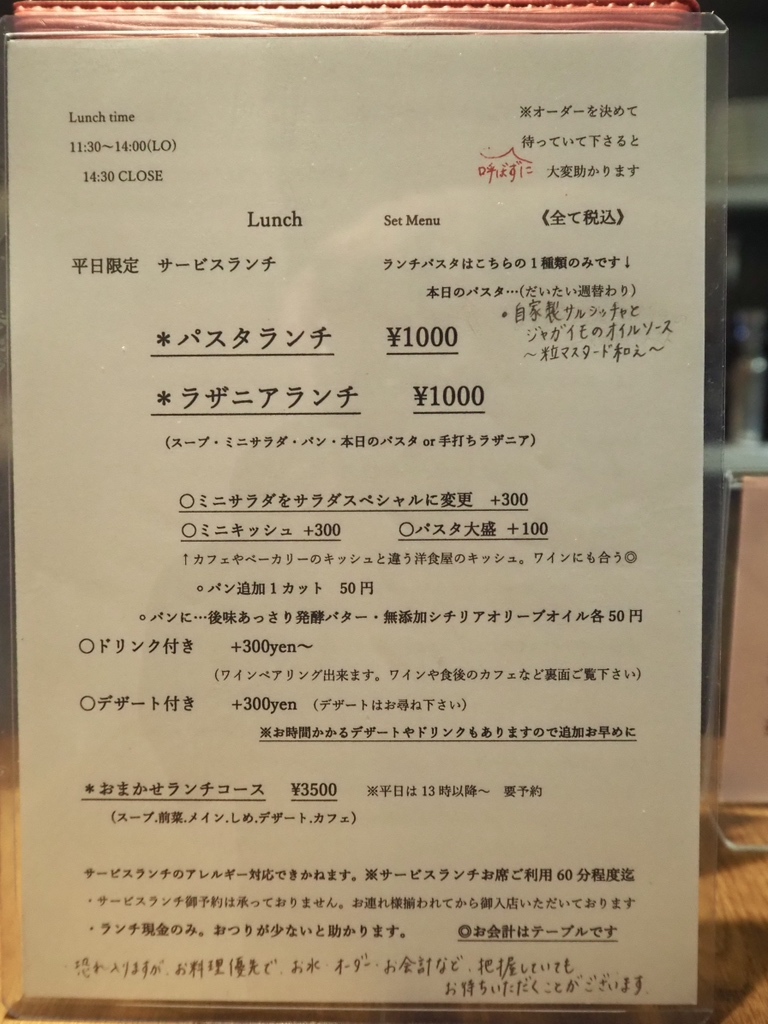 Lunch time
11:30〜14:00(LO)
14:30 CLOSE
※オーダーを決めて
待っていて下さると
呼ばずに 大変助かります
Lunch Set Menu 《全て税込》
平日限定 サービスランチ ランチパスタはこちらの1種類のみです↓
本日のパスタ…(だいたい週替わり)
・自家製サルシッチャと
ジャガイモのオイルソース
〜粒マスタード和え〜
＊パスタランチ ¥1000
＊ラザニアランチ ¥1000
(スープ・ミニサラダ・パン・本日のパスタ or 手打ちラザニア)
〇ミニサラダをサラダスペシャルに変更 +300
〇ミニキッシュ +300 〇パスタ大盛 ＋100
↑カフェやベーカリーのキッシュと違う洋食屋のキッシュ。ワインにも合う◎
⚪︎パン追加1カット 50円
⚪︎パンに…後味あっさり発酵バター・無添加シチリアオリーブオイル各50円
〇ドリンク付き +300yen〜
(ワインペアリング出来ます。ワインや食後のカフェなど裏面ご覧下さい)
〇デザート付き +300yen (デザートはお尋ね下さい)
※お時間かかるデザートやドリンクもありますので追加お早めに
＊おまかせランチコース ¥3500 ※平日は13時以降〜 要予約
(スープ.前菜.メイン.しめ.デザート.カフェ)
サービスランチのアレルギー対応できかねます。※サービスランチお席ご利用60分程度迄
・サービスランチ御予約は承っておりません。お連れ様揃われてから御入店いただいております
・ランチ現金のみ。おつりが少ないと助かります。 ◎お会計はテーブルです
恐れ入りますが、お料理優先で、お水・オーダー・お会計など、把握していても
お待ちいただくことがございます。